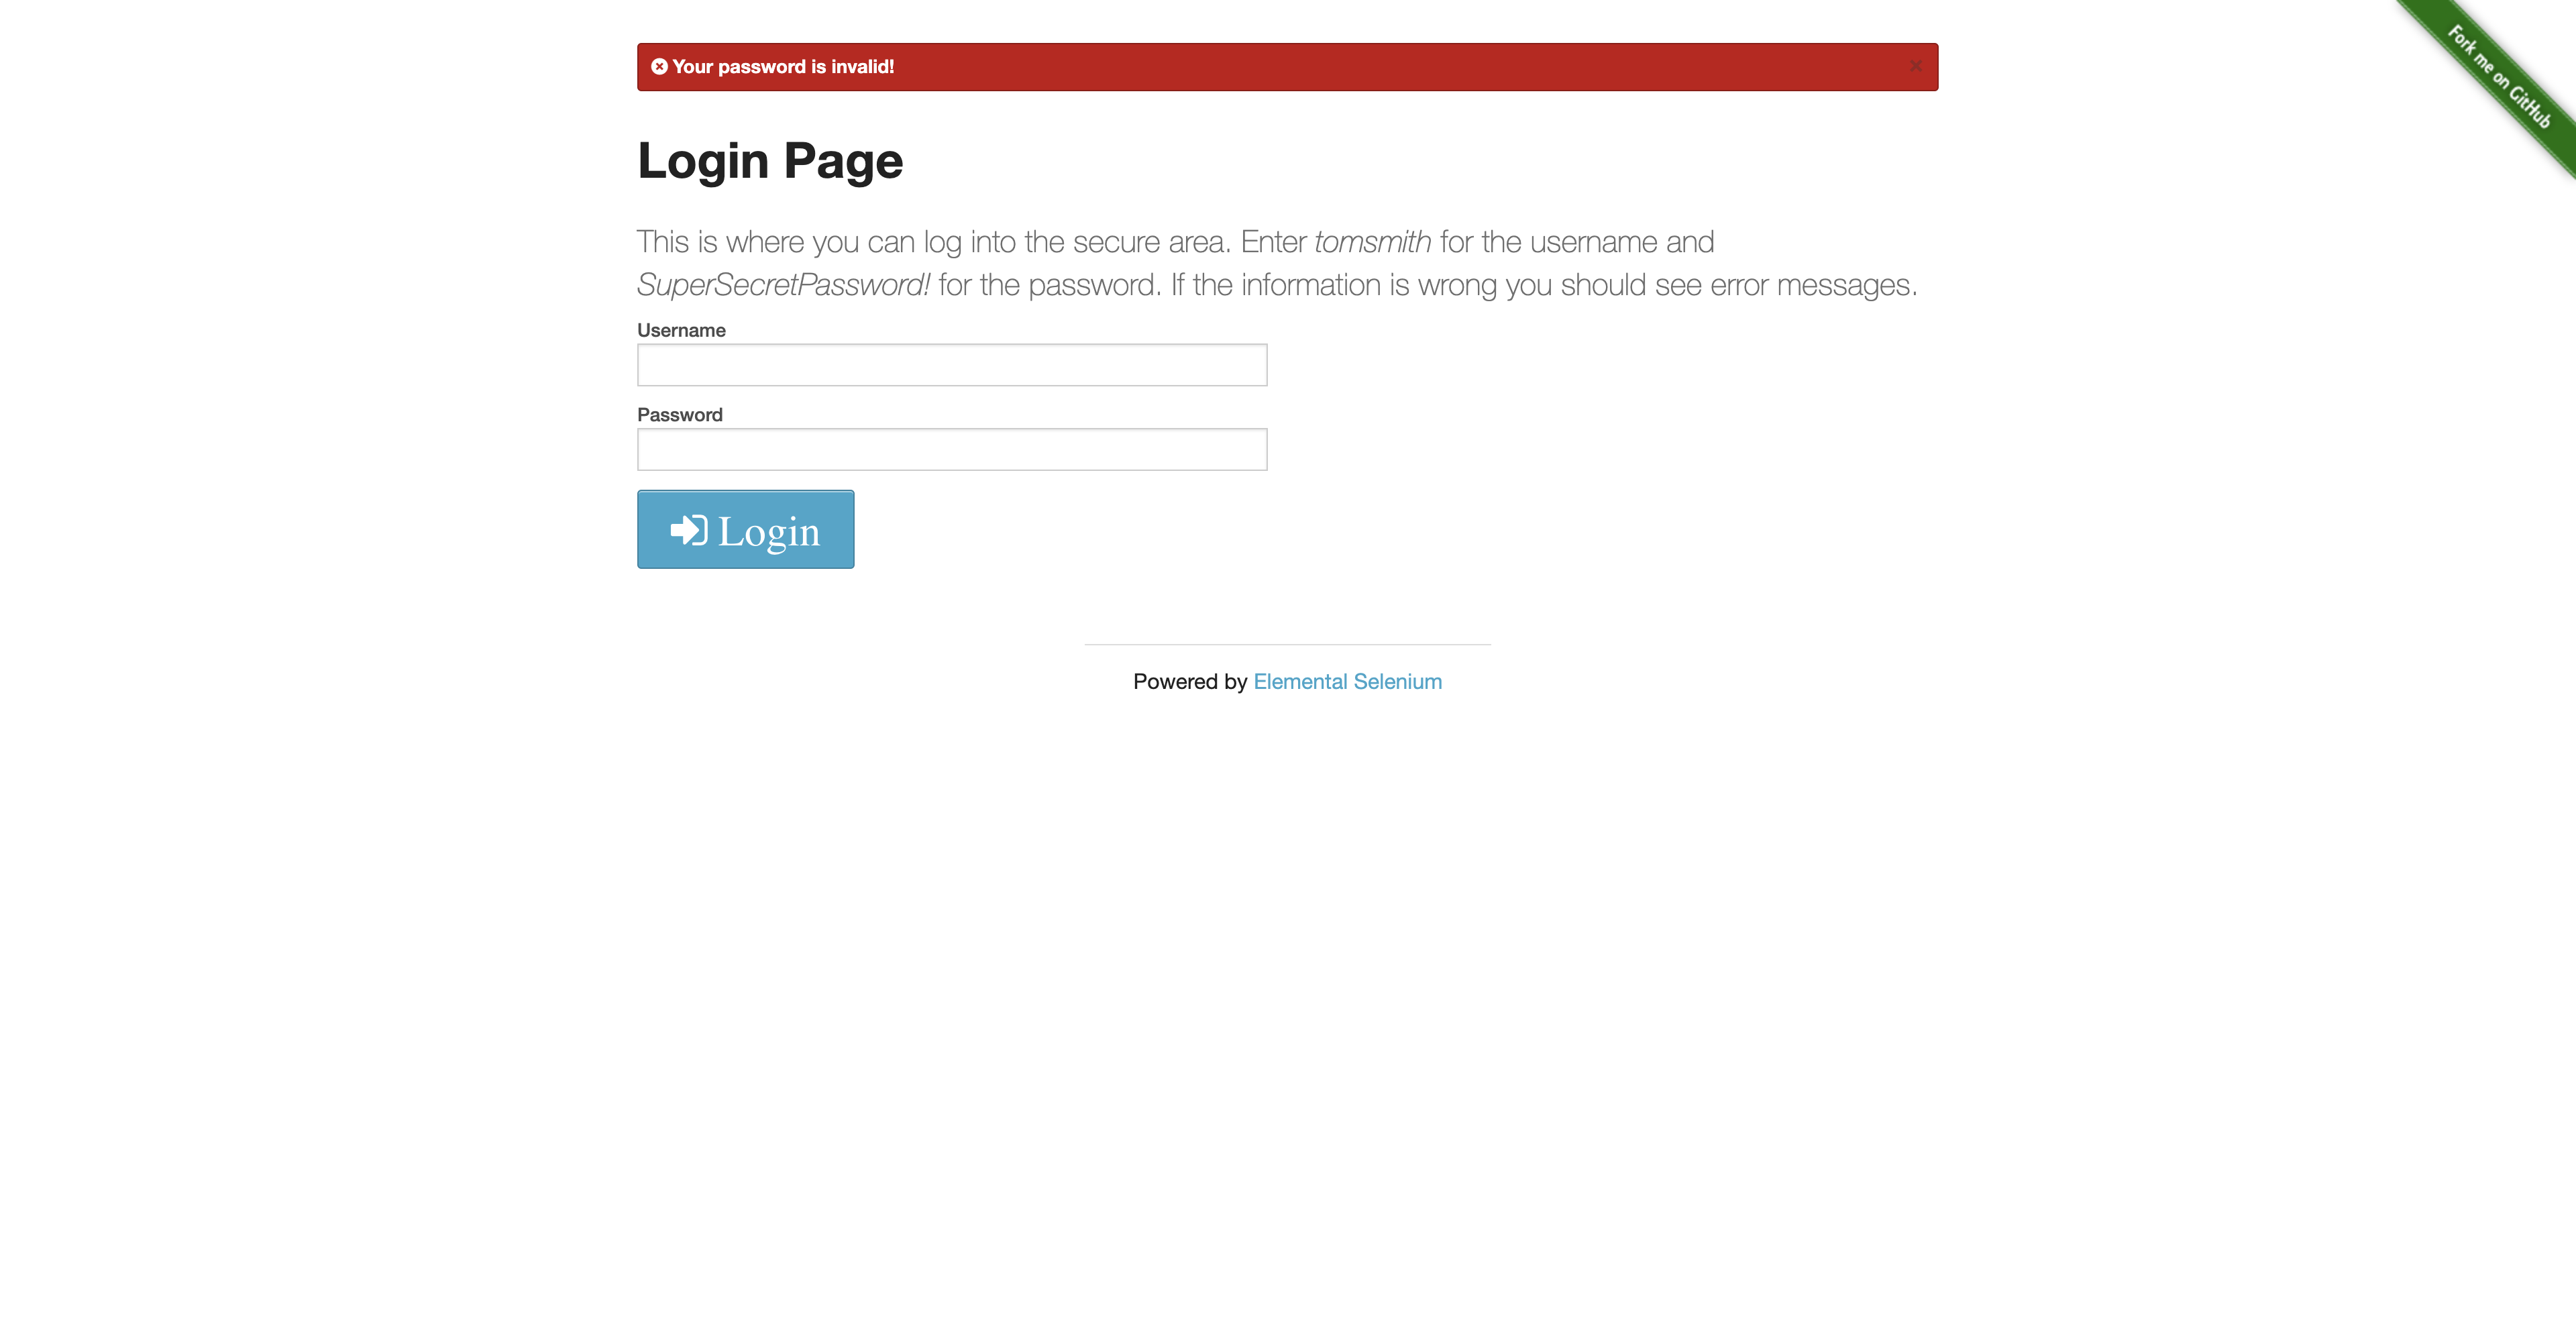 Your password is invalid!
×
Fork me on GitHub
Login Page
This is where you can log into the secure area. Enter tomsmith for the username and
SuperSecretPassword! for the password. If the information is wrong you should see error messages.
Username
Password
Login
Powered by Elemental Selenium